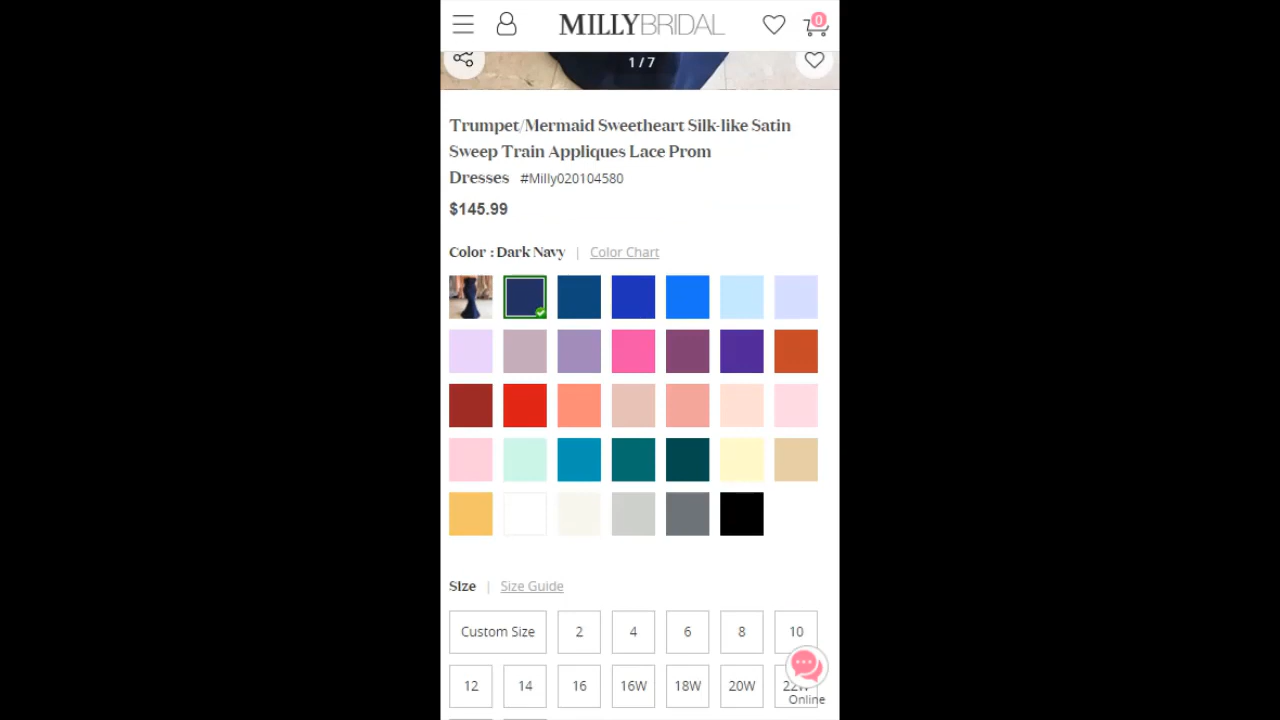 MILLYBRIDAL
0
1 / 7
Trumpet/Mermaid Sweetheart Silk-like Satin
Sweep Train Appliques Lace Prom
Dresses #Milly020104580
$145.99
Color : Dark Navy | Color Chart
Size | Size Guide
Custom Size 2 4 6 8 10
12 14 16 16W 18W 20W 22W
Online